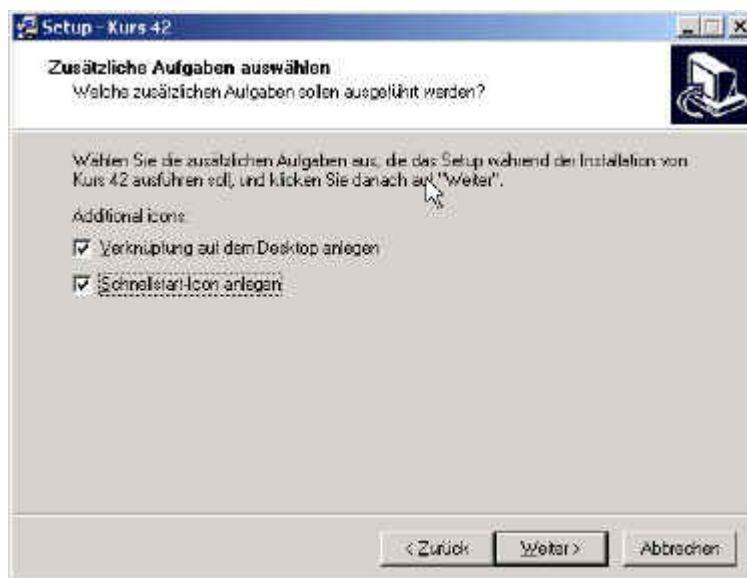 Setup - Kurs 42
Zusätzliche Aufgaben auswählen
Welche zusätzlichen Aufgaben sollen ausgeführt werden?
Wählen Sie die zusätzlichen Aufgaben aus, die das Setup während der Installation von
Kurs 42 ausführen soll, und klicken Sie danach auf "Weiter".
Additional icons:
Verknüpfung auf dem Desktop anlegen
Schnellstart-Icon anlegen
< Zurück
Weiter >
Abbrechen